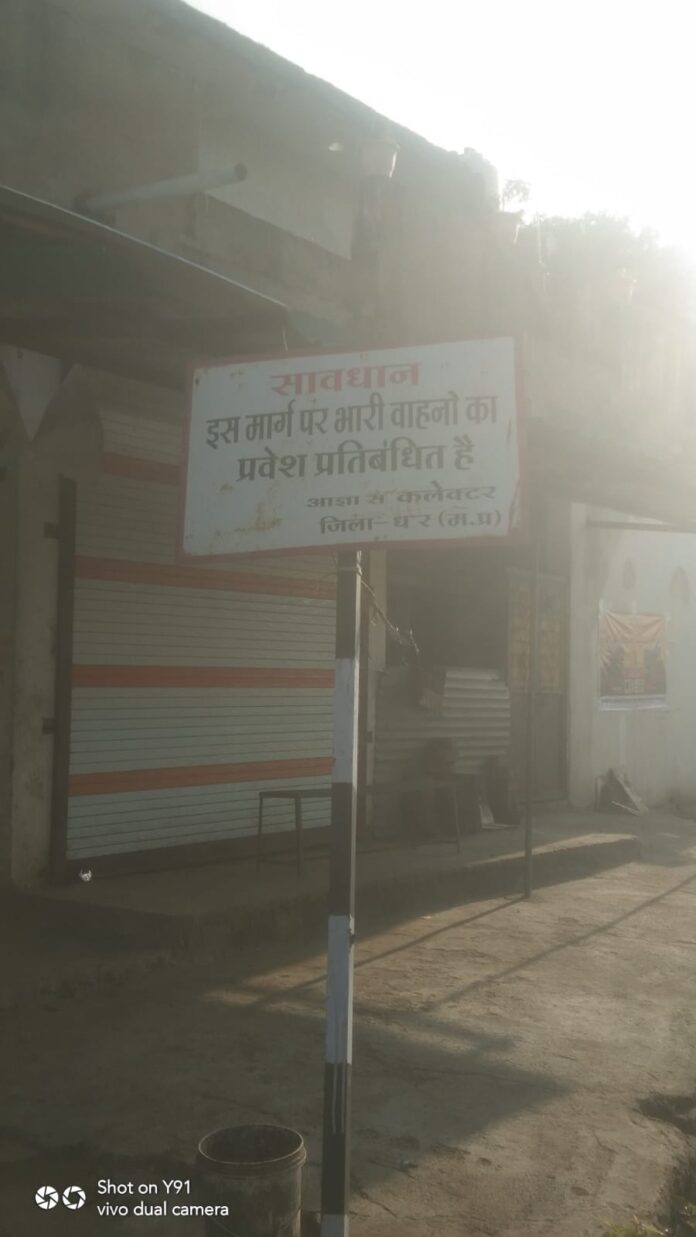 सावधान
इस मार्ग पर भारी वाहनो का
प्रवेश प्रतिबंधित है
आज्ञा से कलेक्टर
जिला-धार (म.प्र)
Shot on Y91
vivo dual camera